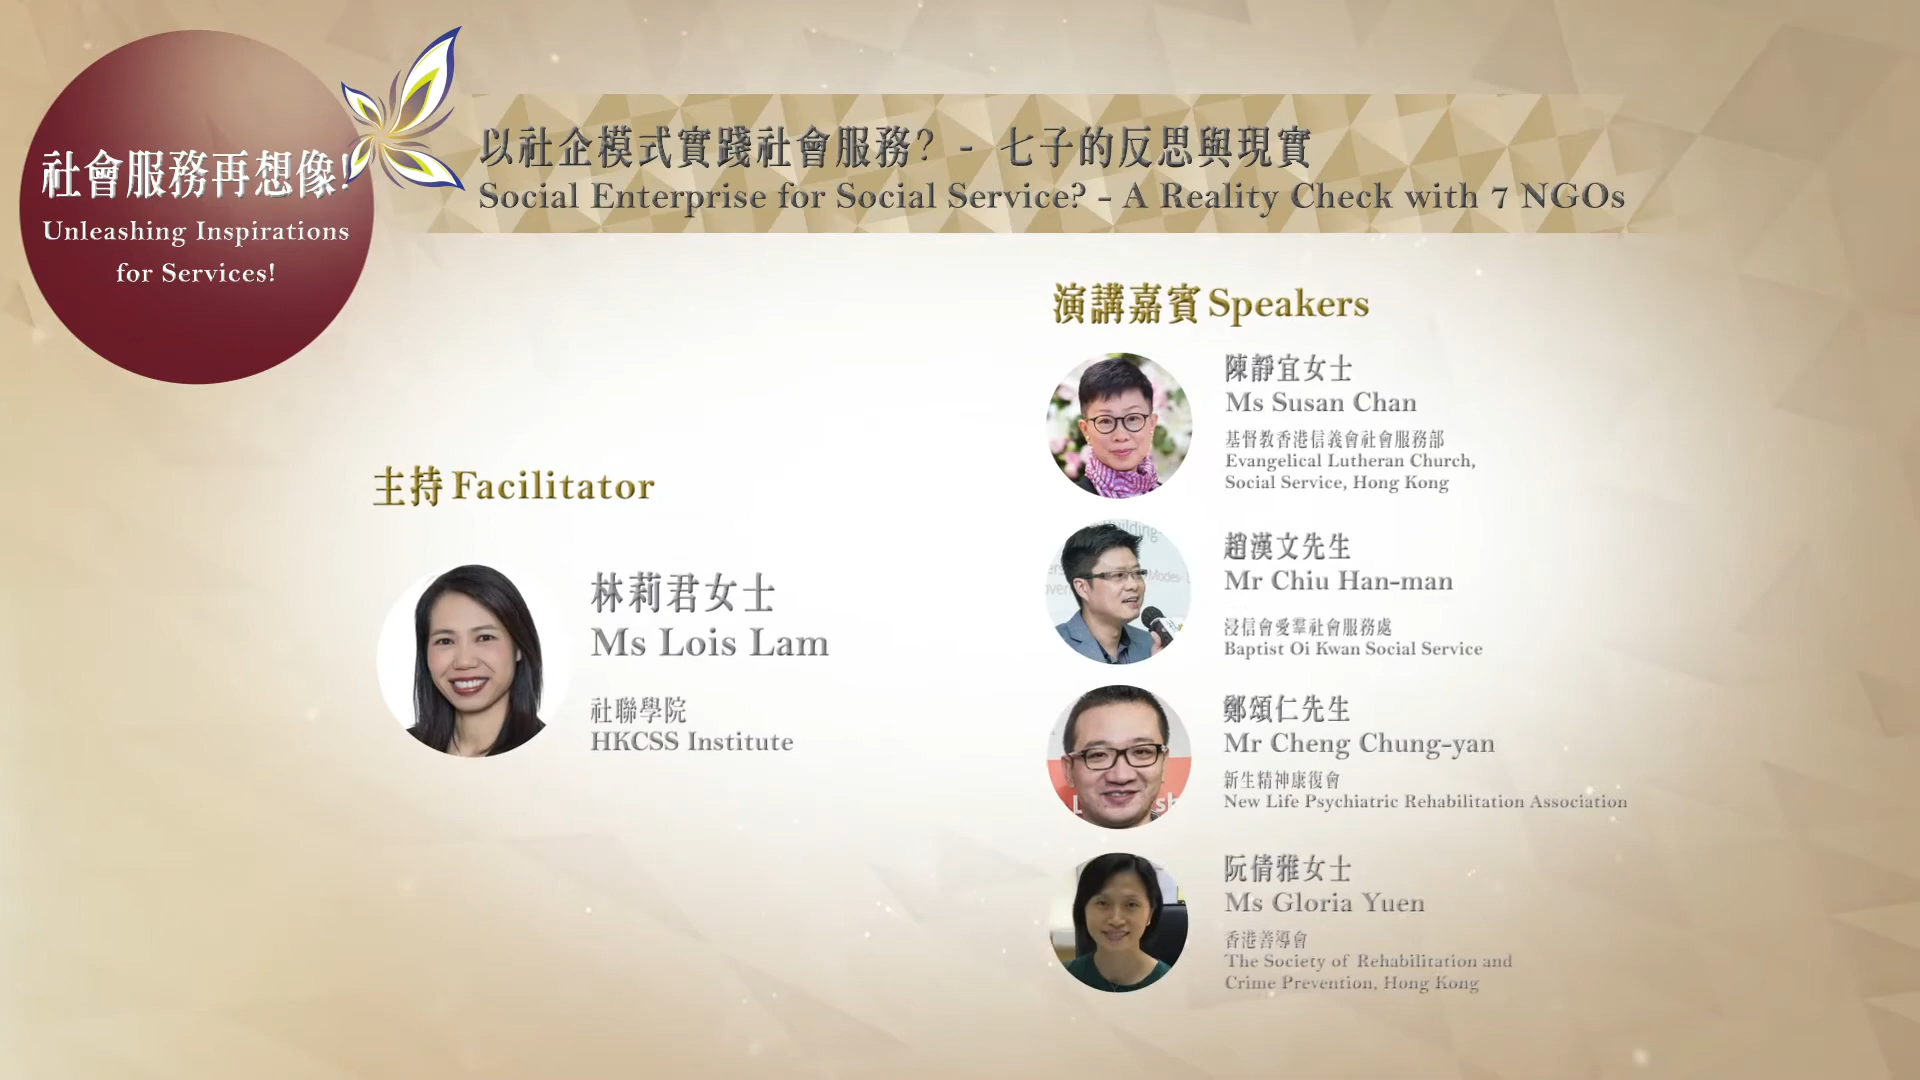 社會服務再想像!
Unleashing Inspirations
for Services!
以社企模式實踐社會服務? - 七子的反思與現實
Social Enterprise for Social Service? - A Reality Check with 7 NGOs
主持 Facilitator
林莉君女士
Ms Lois Lam
社聯學院
HKCSS Institute
演講嘉賓 Speakers
陳靜宜女士
Ms Susan Chan
基督教香港信義會社會服務部
Evangelical Lutheran Church,
Social Service, Hong Kong
趙漢文先生
Mr Chiu Han-man
浸信會愛羣社會服務處
Baptist Oi Kwan Social Service
鄭頌仁先生
Mr Cheng Chung-yan
新生精神康復會
New Life Psychiatric Rehabilitation Association
阮倩雅女士
Ms Gloria Yuen
香港善導會
The Society of Rehabilitation and
Crime Prevention, Hong Kong